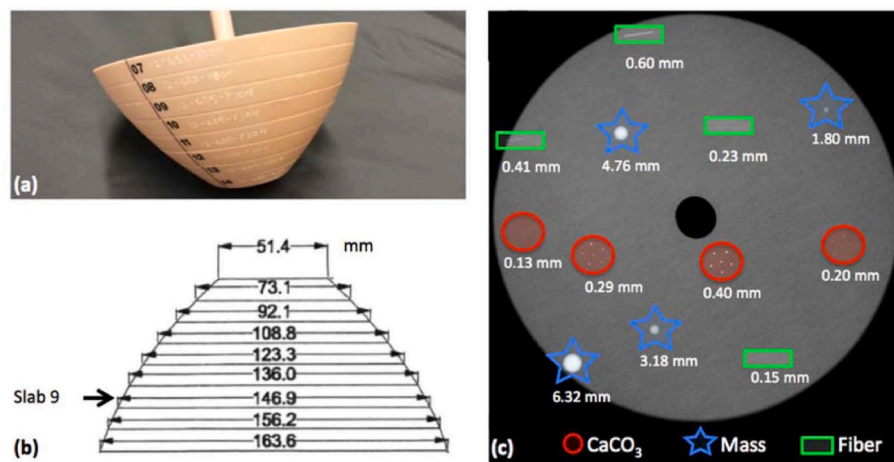 07
08
09
10
11
12
13
(a)
51.4 mm
73.1
92.1
108.8
123.3
136.0
Slab 9 146.9
156.2
163.6
(b)
0.60 mm
4.76 mm
0.23 mm
1.80 mm
0.41 mm
0.13 mm
0.29 mm
0.40 mm
0.20 mm
3.18 mm
6.32 mm
0.15 mm
(c) CaCO₃ Mass Fiber